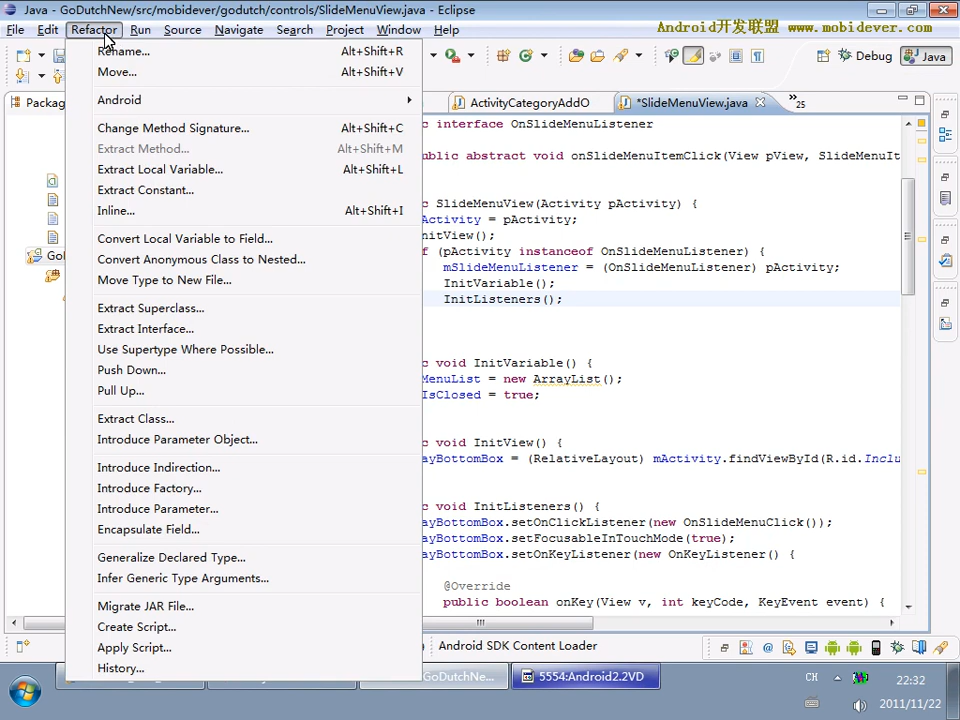 Java - GoDutchNew/src/mobidever/godutch/controls/SlideMenuView.java - Eclipse
File Edit Refactor Run Source Navigate Search Project Window Help
Android开发联盟 www.mobidever.com
Debug Java
Packag
ActivityCategoryAddO
*SlideMenuView.java
»25
Rename... Alt+Shift+R
Move... Alt+Shift+V
Android
Change Method Signature... Alt+Shift+C
Extract Method... Alt+Shift+M
Extract Local Variable... Alt+Shift+L
Extract Constant...
Inline... Alt+Shift+I
Convert Local Variable to Field...
Convert Anonymous Class to Nested...
Move Type to New File...
Extract Superclass...
Extract Interface...
Use Supertype Where Possible...
Push Down...
Pull Up...
Extract Class...
Introduce Parameter Object...
Introduce Indirection...
Introduce Factory...
Introduce Parameter...
Encapsulate Field...
Generalize Declared Type...
Infer Generic Type Arguments...
Migrate JAR File...
Create Script...
Apply Script...
History...
Go
c interface OnSlideMenuListener
ublic abstract void onSlideMenuItemClick(View pView, SlideMenuIt
c SlideMenuView(Activity pActivity) {
Activity = pActivity;
nitView();
f (pActivity instanceof OnSlideMenuListener) {
mSlideMenuListener = (OnSlideMenuListener) pActivity;
InitVariable();
InitListeners();
c void InitVariable() {
MenuList = new ArrayList();
IsClosed = true;
c void InitView() {
ayBottomBox = (RelativeLayout) mActivity.findViewById(R.id.Inclu
c void InitListeners() {
ayBottomBox.setOnClickListener(new OnSlideMenuClick());
ayBottomBox.setFocusableInTouchMode(true);
ayBottomBox.setOnKeyListener(new OnKeyListener() {
@Override
public boolean onKey(View v, int keyCode, KeyEvent event) {
Android SDK Content Loader
GoDutchNe...
5554:Android2.2VD
CH
22:32
2011/11/22